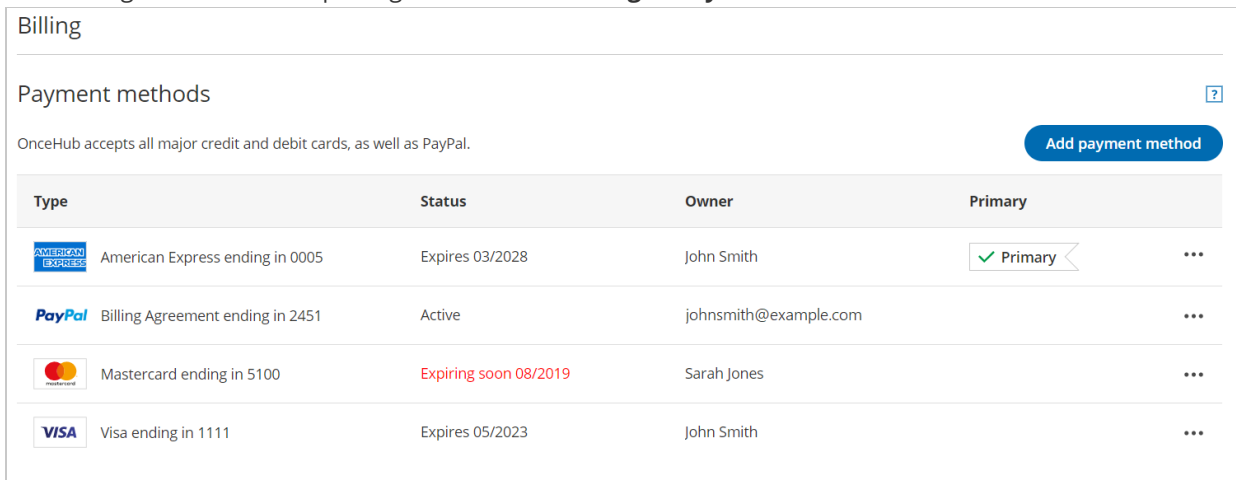 Billing
Payment methods
?
OnceHub accepts all major credit and debit cards, as well as PayPal.
Add payment method
Type Status Owner Primary
AMERICAN EXPRESS American Express ending in 0005 Expires 03/2028 John Smith Primary
PayPal Billing Agreement ending in 2451 Active johnsmith@example.com
mastercard Mastercard ending in 5100 Expiring soon 08/2019 Sarah Jones
VISA Visa ending in 1111 Expires 05/2023 John Smith